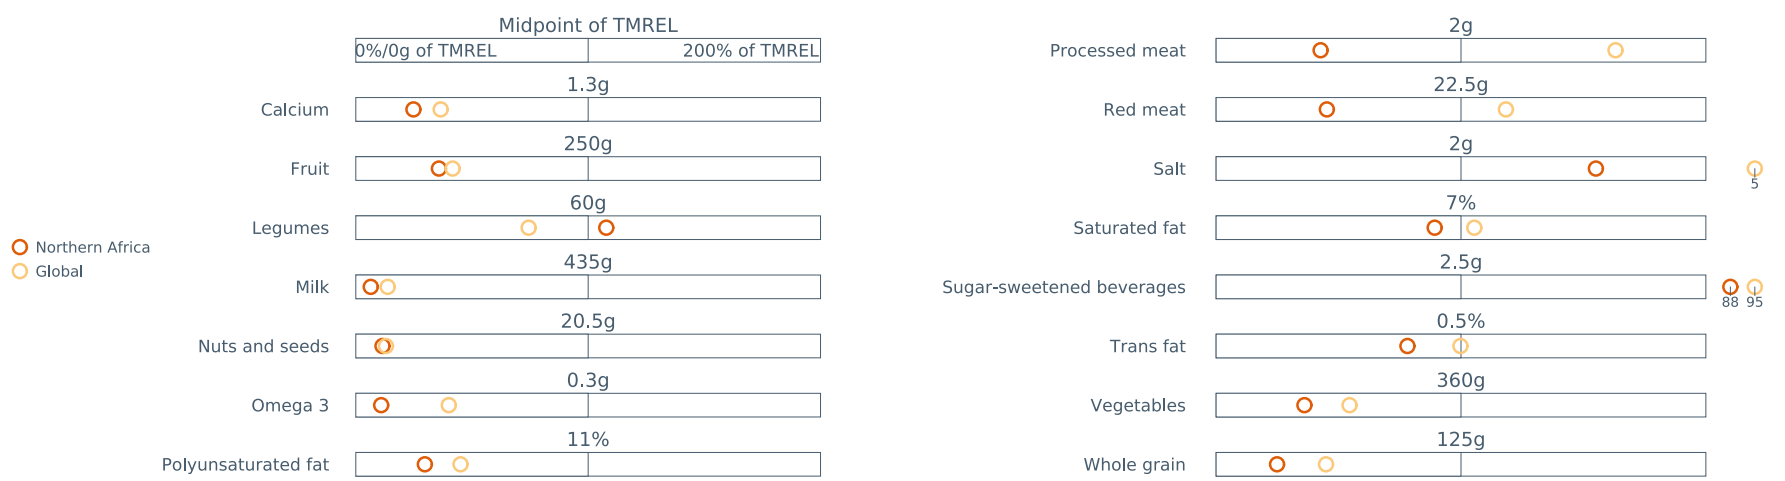 Midpoint of TMREL
0%/0g of TMREL 200% of TMREL
1.3g
Calcium
250g
Fruit
60g
Legumes
435g
Milk
20.5g
Nuts and seeds
0.3g
Omega 3
11%
Polyunsaturated fat
Northern Africa
Global
2g
Processed meat
22.5g
Red meat
2g
Salt
5
7%
Saturated fat
2.5g
Sugar-sweetened beverages
88 95
0.5%
Trans fat
360g
Vegetables
125g
Whole grain